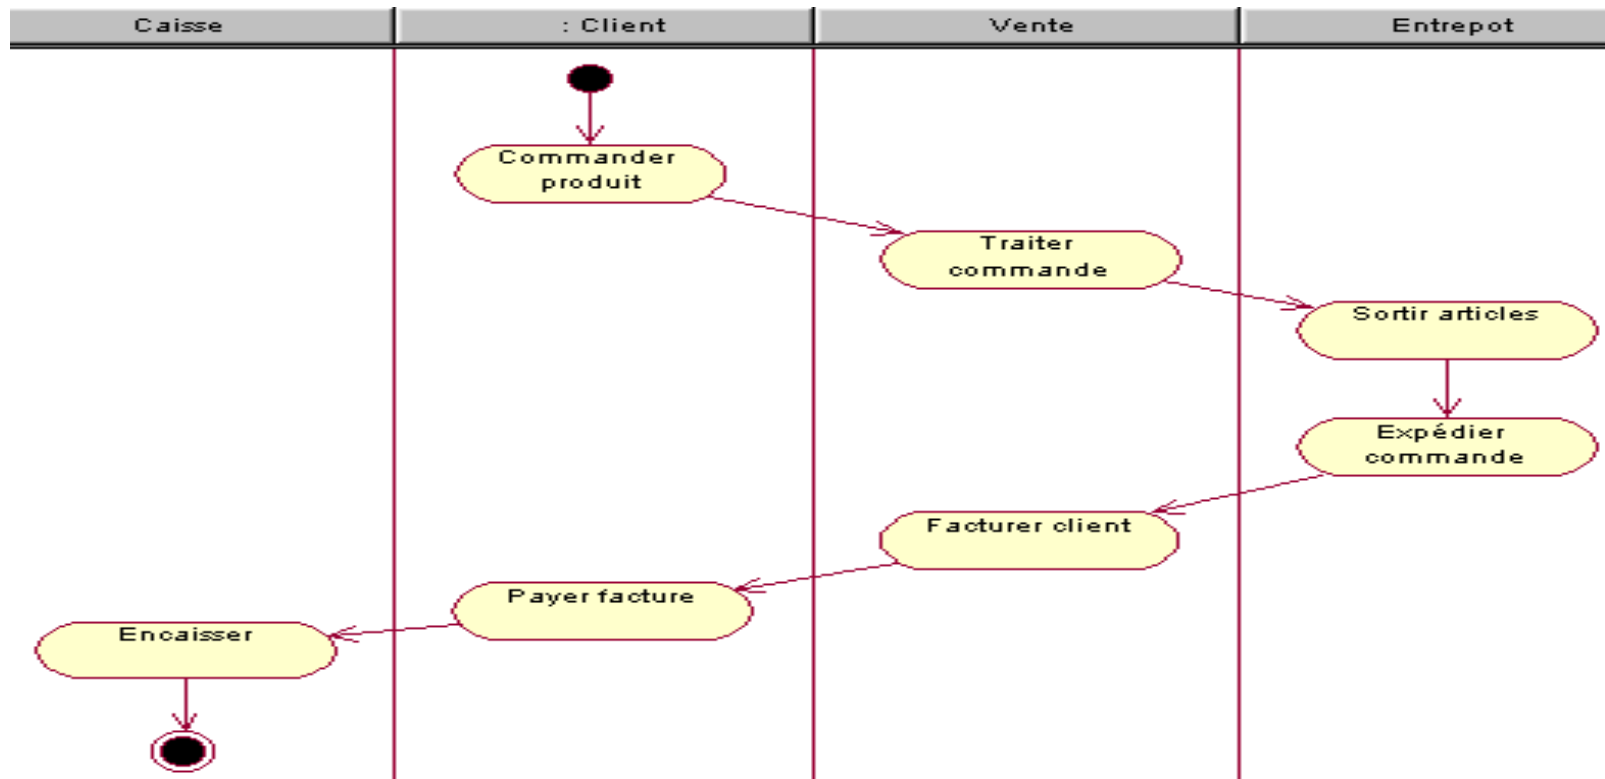 Caisse
: Client
Vente
Entrepot
Commander
produit
Traiter
commande
Sortir articles
Expédier
commande
Facturer client
Payer facture
Encaisser